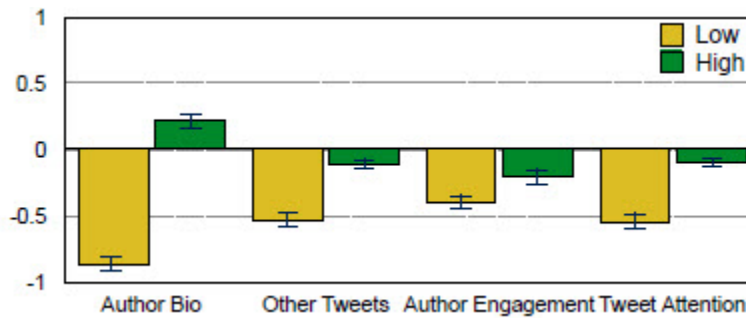 1
Low
High
0.5
0
-0.5
-1
Author Bio Other Tweets Author Engagement Tweet Attention